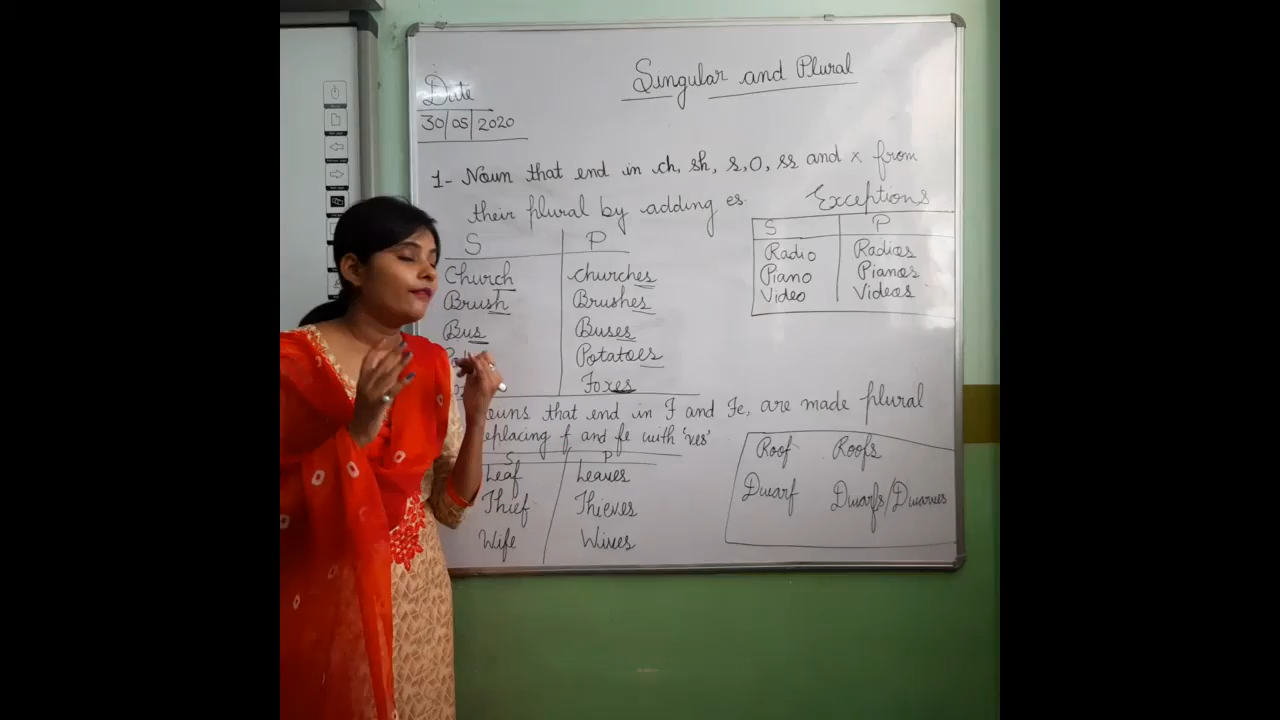 Singular and Plural
Date
30/05/2020
1- Noun that end in ch, sh, s, O, ss and x from
their plural by adding es.
S P
Church churches
Brush Brushes
Bus Buses
Potatoes
Foxes
Exceptions
S P
Radio Radios
Piano Pianos
Video Videos
ouns that end in F and Fe, are made plural
eplacing f and fe with 'ves'
S P
Leaf Leaves
Thief Thieves
Wife Wives
Roof Roofs
Dwarf Dwarfs/Dwarves